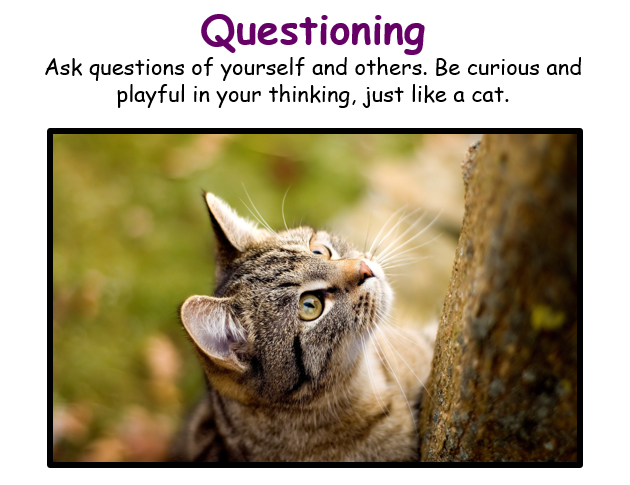 Questioning
Ask questions of yourself and others. Be curious and
playful in your thinking, just like a cat.